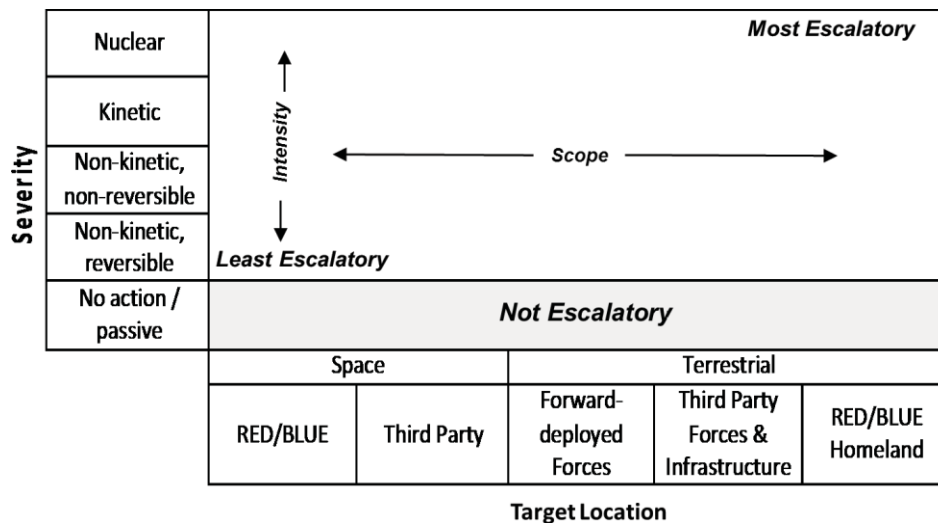 Nuclear
Most Escalatory
Kinetic
Intensity
Scope
Severity
Non-kinetic,
non-reversible
Non-kinetic,
reversible
Least Escalatory
No action /
passive
Not Escalatory
Space
Terrestrial
RED/BLUE
Third Party
Forward-
deployed
Forces
Third Party
Forces &
Infrastructure
RED/BLUE
Homeland
Target Location